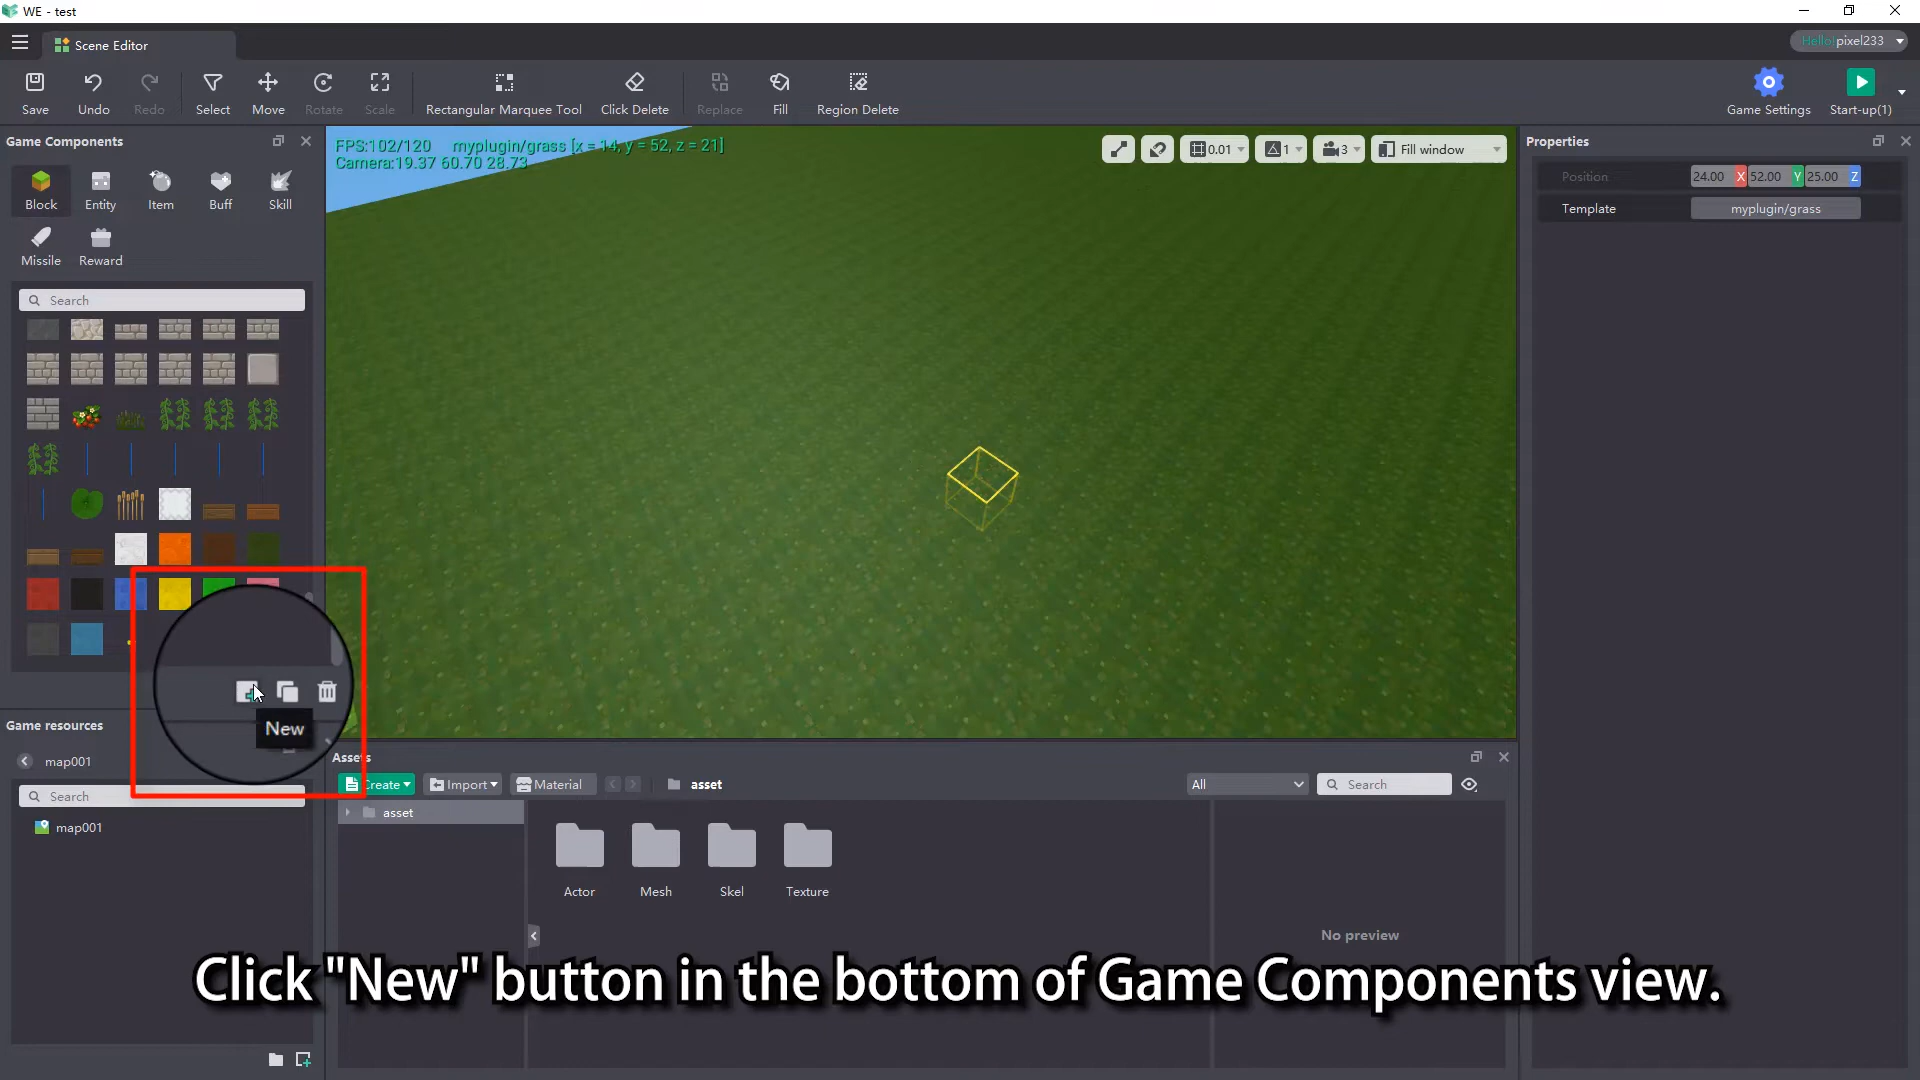 WE - test
Scene Editor
Hello!pixel233
Save
Undo
Redo
Select
Move
Rotate
Scale
Rectangular Marquee Tool
Click Delete
Replace
Fill
Region Delete
Game Settings
Start-up(1)
Game Components
Block
Entity
Item
Buff
Skill
Missile
Reward
Search
FPS:102/120 myplugin/grass [x = 14, y = 52, z = 21]
Camera:19.37 60.70 28.73
0.01
1
3
Fill window
Properties
Position
24.00 X 52.00 Y 25.00 Z
Template
myplugin/grass
New
Game resources
map001
Search
map001
Assets
Create
Import
Material
asset
All
Search
asset
Actor
Mesh
Skel
Texture
No preview
Click "New" button in the bottom of Game Components view.